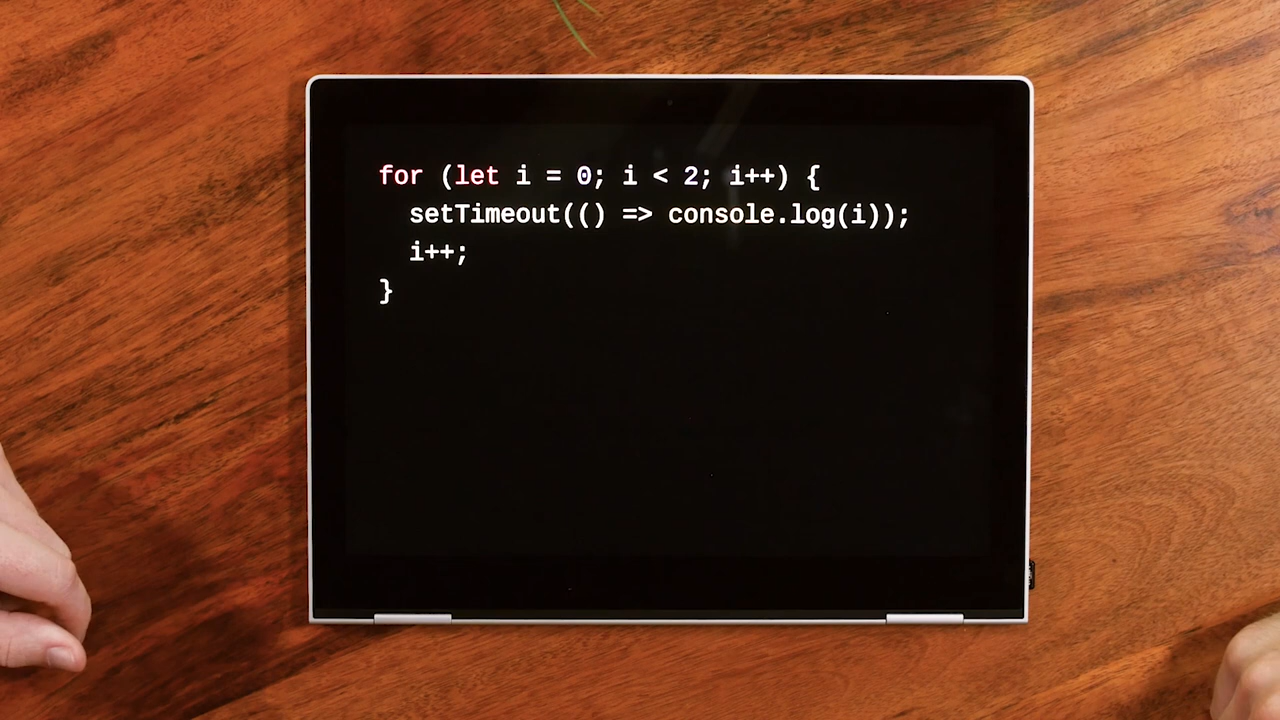 for (let i = 0; i < 2; i++) {
  setTimeout(() => console.log(i));
  i++;
}